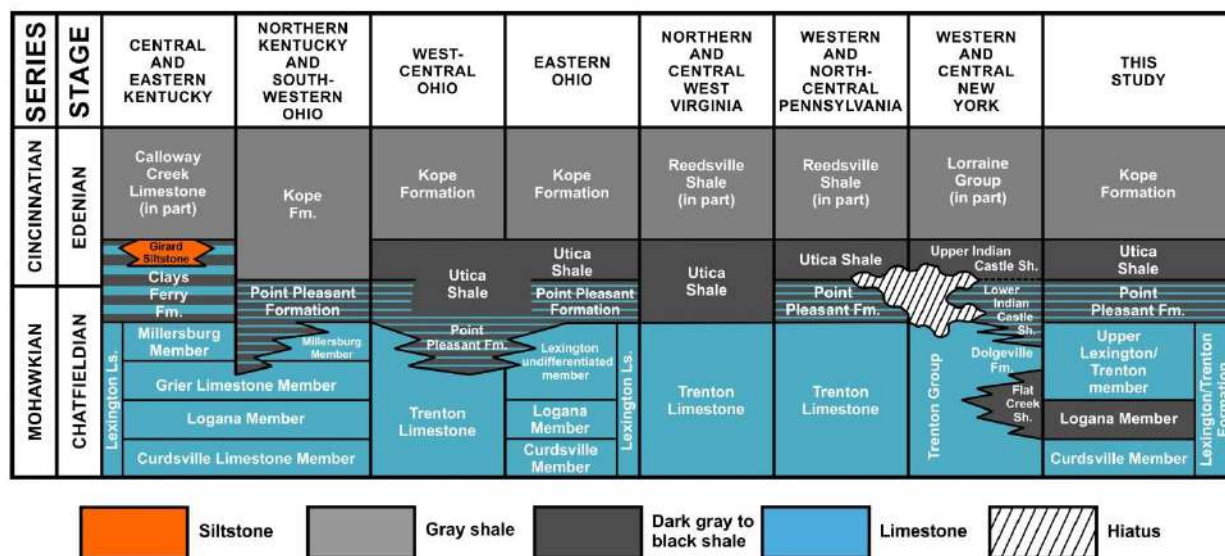 SERIES
STAGE
CENTRAL
AND
EASTERN
KENTUCKY
NORTHERN
KENTUCKY
AND
SOUTH-
WESTERN
OHIO
WEST-
CENTRAL
OHIO
EASTERN
OHIO
NORTHERN
AND
CENTRAL
WEST
VIRGINIA
WESTERN
AND
NORTH-
CENTRAL
PENNSYLVANIA
WESTERN
AND
CENTRAL
NEW
YORK
THIS
STUDY
CINCINNATIAN
EDENIAN
MOHAWKIAN
CHATFIELDIAN
Calloway
Creek
Limestone
(in part)
Girard
Siltstone
Clays
Ferry
Fm.
Millersburg
Member
Lexington Ls.
Grier Limestone Member
Logana Member
Curdsville Limestone Member
Kope
Fm.
Point Pleasant
Formation
Millersburg
Member
Kope
Formation
Utica
Shale
Point
Pleasant Fm.
Trenton
Limestone
Kope
Formation
Utica
Shale
Point Pleasant
Formation
Lexington
undifferentiated
member
Logana
Member
Curdsville
Member
Lexington Ls.
Reedsville
Shale
(in part)
Utica
Shale
Trenton
Limestone
Reedsville
Shale
(in part)
Utica Shale
Point
Pleasant Fm.
Trenton
Limestone
Lorraine
Group
(in part)
Upper Indian
Castle Sh.
Lower
Indian
Castle
Sh.
Dolgeville
Fm.
Flat
Creek
Sh.
Trenton Group
Kope
Formation
Utica
Shale
Point
Pleasant Fm.
Upper
Lexington/
Trenton
member
Logana Member
Curdsville Member
Lexington/Trenton
Formation
Siltstone
Gray shale
Dark gray to
black shale
Limestone
Hiatus